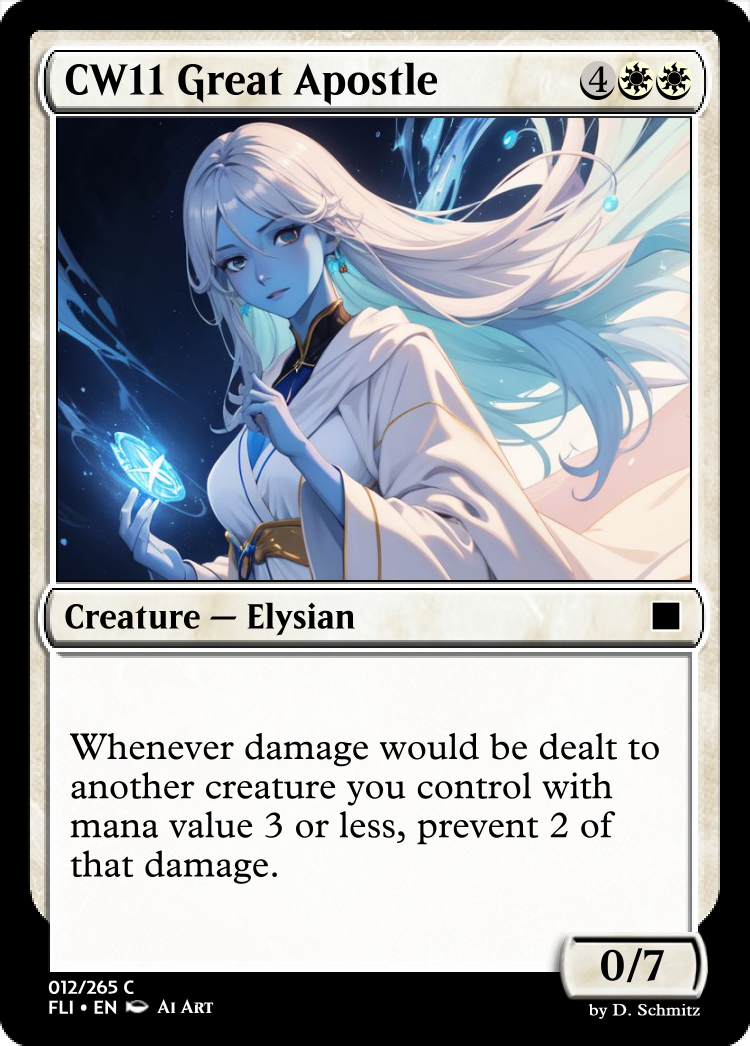 CW11 Great Apostle 4
Creature — Elysian
Whenever damage would be dealt to
another creature you control with
mana value 3 or less, prevent 2 of
that damage.
0/7
012/265 C
FLI • EN AI ART
by D. Schmitz